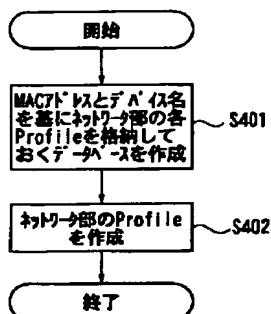 開始
MACアドレスとデバイス名
を基にネットワーク部の各
Profileを格納して
おくデータベースを作成
S401
ネットワーク部のProfile
を作成
S402
終了